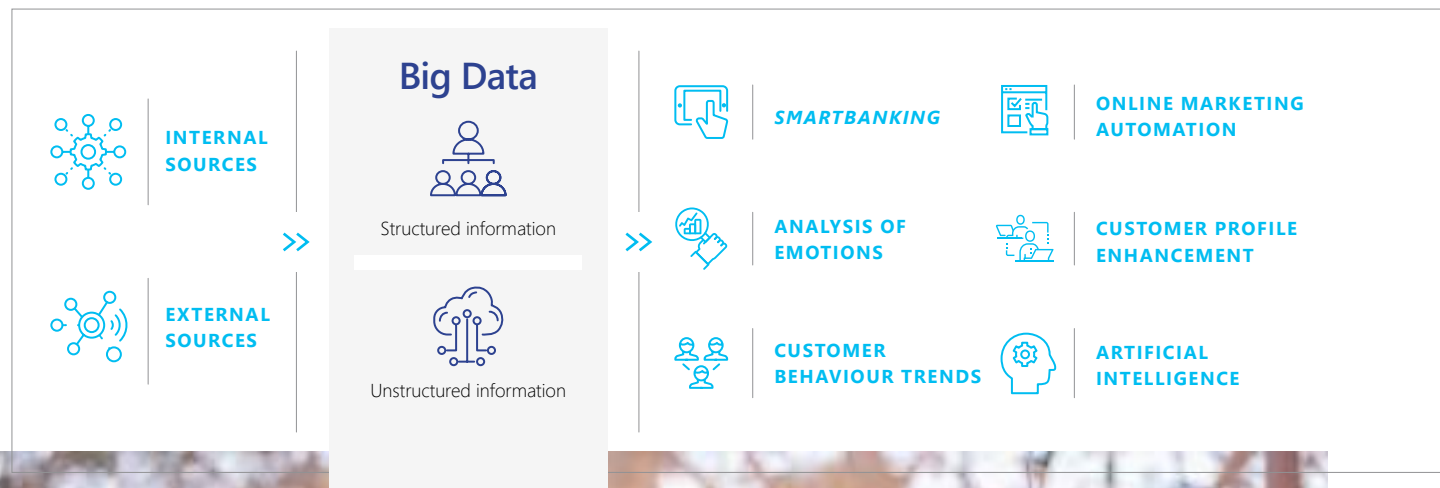 INTERNAL
SOURCES
EXTERNAL
SOURCES
Big Data
Structured information
Unstructured information
SMARTBANKING
ONLINE MARKETING
AUTOMATION
ANALYSIS OF
EMOTIONS
CUSTOMER PROFILE
ENHANCEMENT
CUSTOMER
BEHAVIOUR TRENDS
ARTIFICIAL
INTELLIGENCE